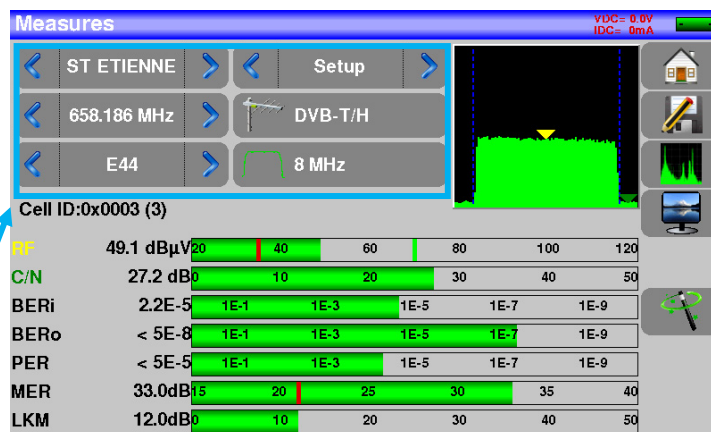 Measures
VDC= 0.0V
IDC= 0mA
ST ETIENNE
Setup
658.186 MHz
DVB-T/H
E44
8 MHz
Cell ID:0x0003 (3)
RF 49.1 dBµV 20 40 60 80 100 120
C/N 27.2 dB 0 10 20 30 40 50
BERi 2.2E-5 1E-1 1E-3 1E-5 1E-7 1E-9
BERo < 5E-8 1E-1 1E-3 1E-5 1E-7 1E-9
PER < 5E-5 1E-1 1E-3 1E-5 1E-7 1E-9
MER 33.0dB 15 20 25 30 35 40
LKM 12.0dB 0 10 20 30 40 50